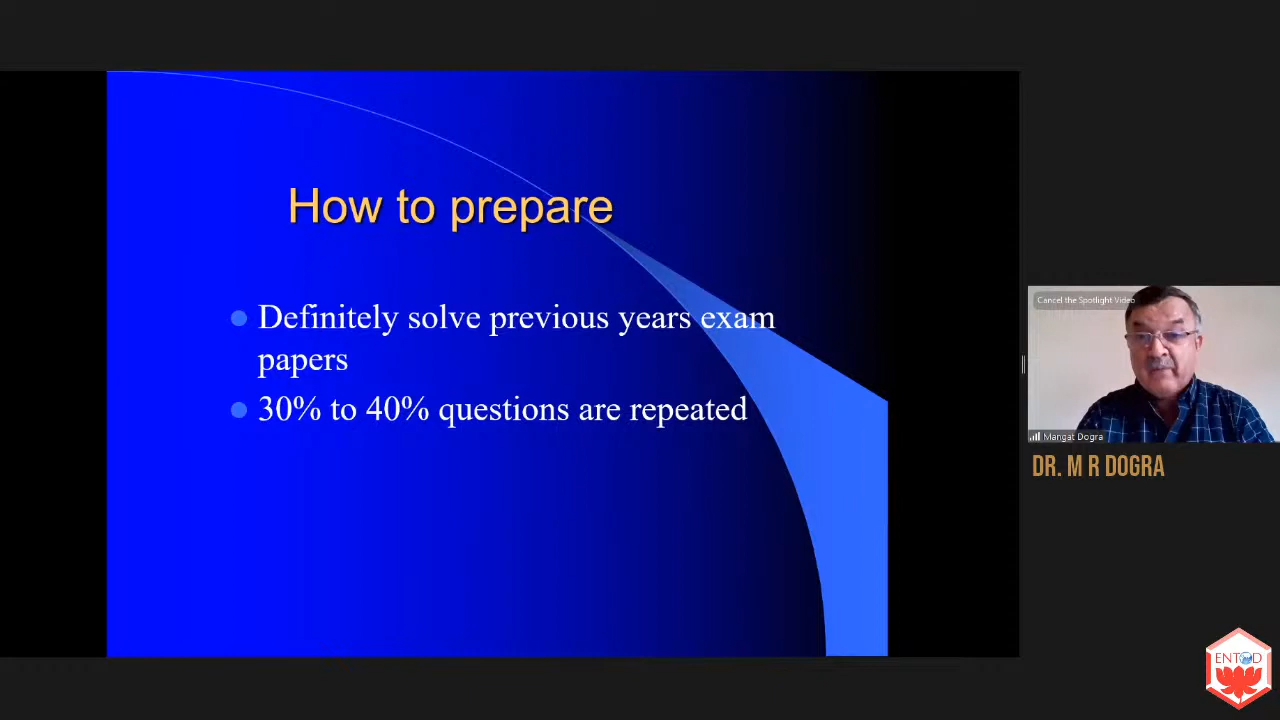 How to prepare
Definitely solve previous years exam
papers
30% to 40% questions are repeated
Cancel the Spotlight Video
Mangat Dogra
DR. M R DOGRA
ENTOD